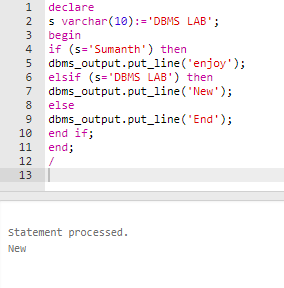 1 declare
2 s varchar(10):='DBMS LAB';
3 begin
4 if (s='Sumanth') then
5 dbms_output.put_line('enjoy');
6 elsif (s='DBMS LAB') then
7 dbms_output.put_line('New');
8 else
9 dbms_output.put_line('End');
10 end if;
11 end;
12 /
13
Statement processed.
New